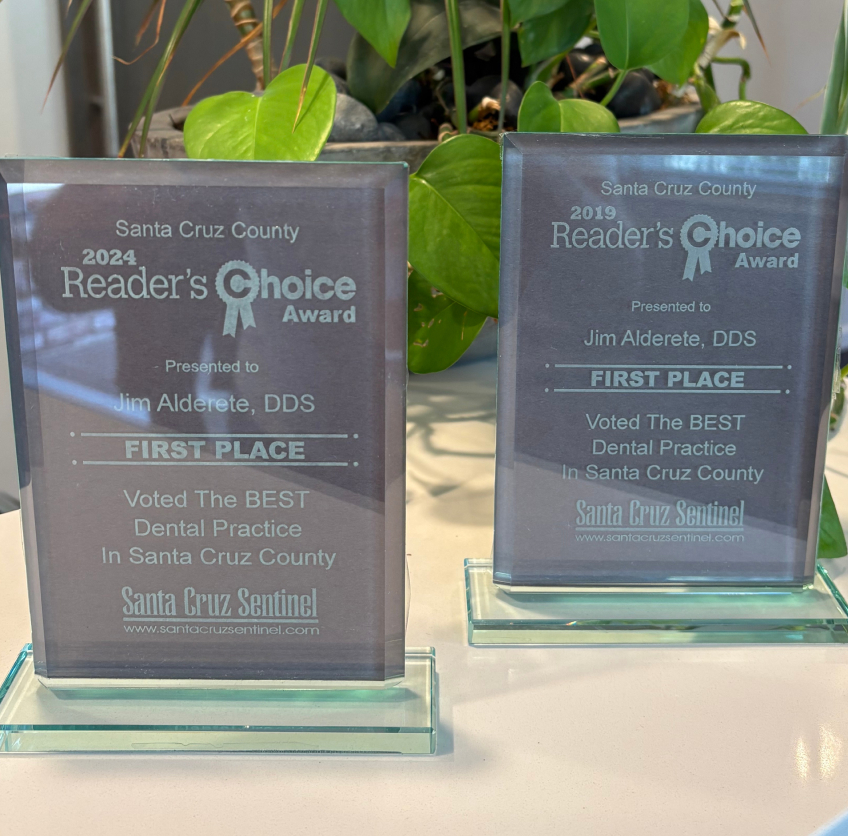 Santa Cruz County
2024
Reader's Choice
Award
Presented to
Jim Alderete, DDS
FIRST PLACE
Voted The BEST
Dental Practice
In Santa Cruz County
Santa Cruz Sentinel
www.santacruzsentinel.com
Santa Cruz County
2019
Reader's Choice
Award
Presented to
Jim Alderete, DDS
FIRST PLACE
Voted The BEST
Dental Practice
In Santa Cruz County
Santa Cruz Sentinel
www.santacruzsentinel.com